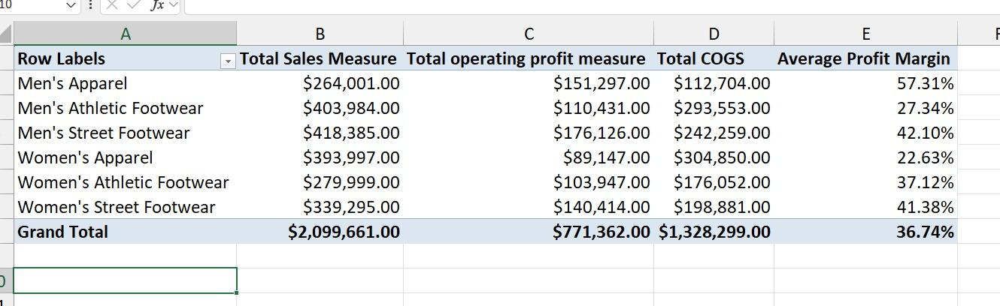 10 fx
A B C D E F
Row Labels Total Sales Measure Total operating profit measure Total COGS Average Profit Margin
Men's Apparel $264,001.00 $151,297.00 $112,704.00 57.31%
Men's Athletic Footwear $403,984.00 $110,431.00 $293,553.00 27.34%
Men's Street Footwear $418,385.00 $176,126.00 $242,259.00 42.10%
Women's Apparel $393,997.00 $89,147.00 $304,850.00 22.63%
Women's Athletic Footwear $279,999.00 $103,947.00 $176,052.00 37.12%
Women's Street Footwear $339,295.00 $140,414.00 $198,881.00 41.38%
Grand Total $2,099,661.00 $771,362.00 $1,328,299.00 36.74%